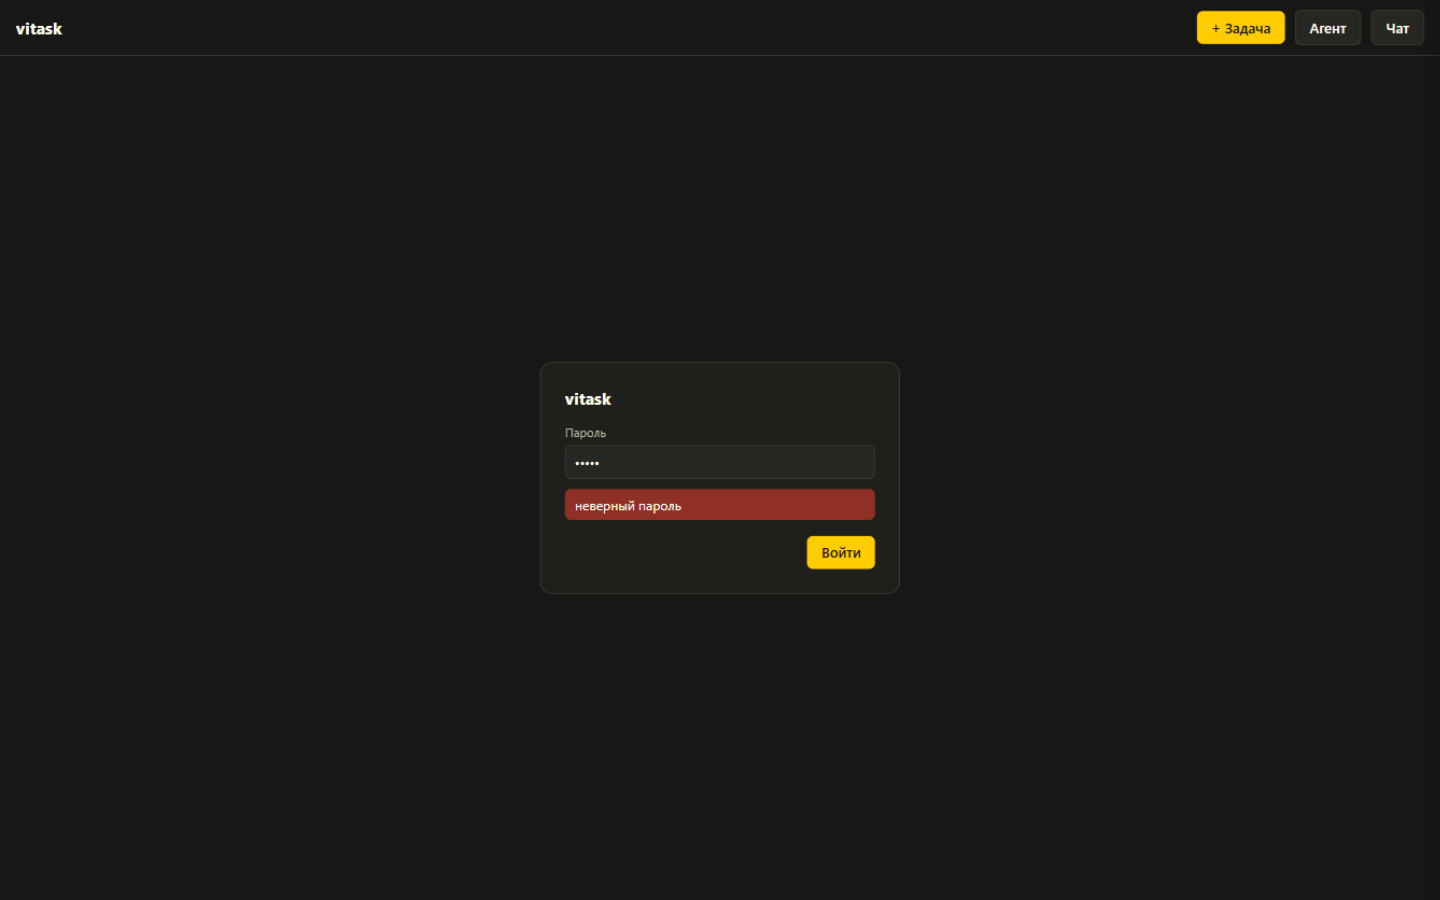 vitask
+ Задача
Агент
Чат
vitask
Пароль
•••••
неверный пароль
Войти